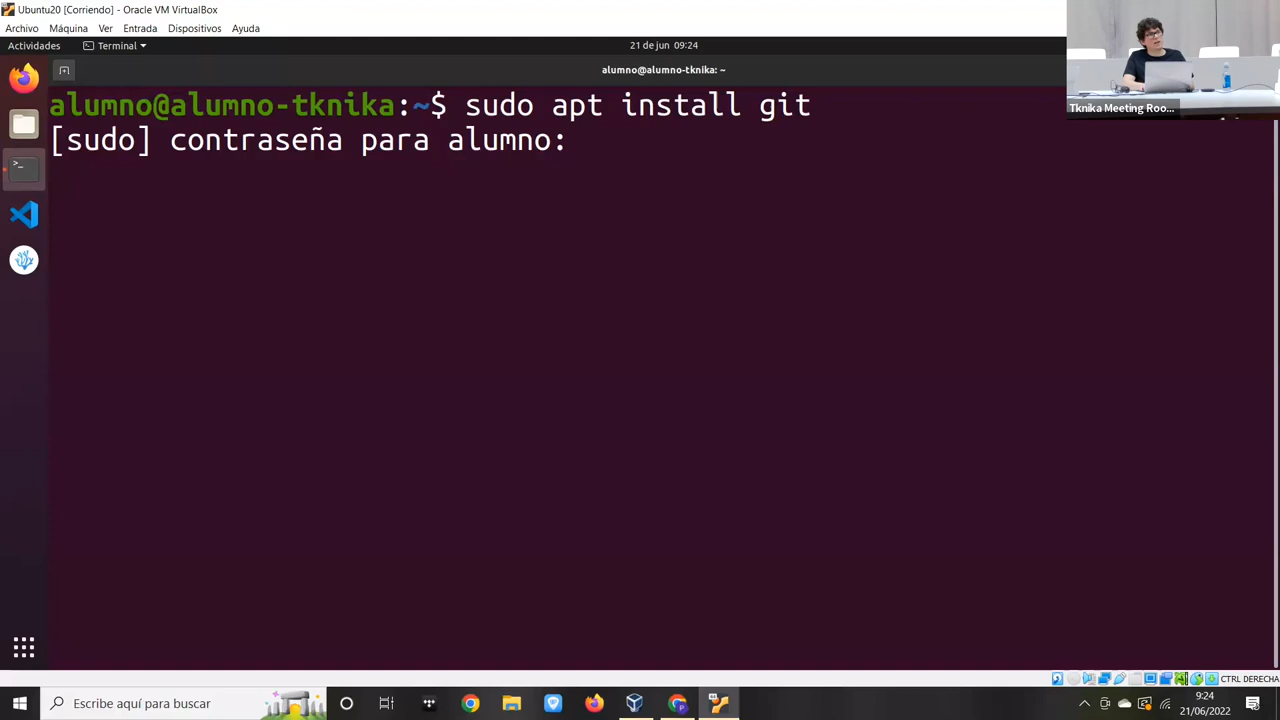 Ubuntu20 [Corriendo] - Oracle VM VirtualBox
Archivo Máquina Ver Entrada Dispositivos Ayuda
Actividades Terminal 21 de jun 09:24
alumno@alumno-tknika: ~
Tknika Meeting Roo...
alumno@alumno-tknika:~$ sudo apt install git
[sudo] contraseña para alumno:
CTRL DERECHA
Escribe aquí para buscar
9:24
21/06/2022